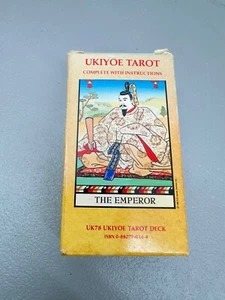 UKIYOE TAROT
COMPLETE WITH INSTRUCTIONS
THE EMPEROR
UK78 UKIYOE TAROT DECK